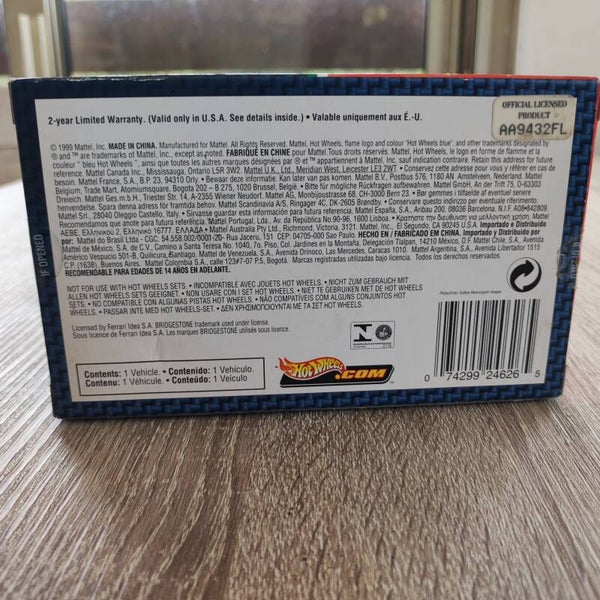 OFFICIAL LICENSED
PRODUCT
AA9432FL
2-year Limited Warranty. (Valid only in U.S.A. See details inside.) • Valable uniquement aux É.-U.
© 1999 Mattel, Inc. MADE IN CHINA. Manufactured for Mattel. All Rights Reserved. Mattel, Hot Wheels, flame logo and colour "Hot Wheels blue", and other trademarks designated by
® and ™ are trademarks of Mattel, Inc. except as noted. FABRIQUÉ EN CHINE pour Mattel. Tous droits réservés. Mattel, Hot Wheels, le logo en forme de flamme et la
couleur " bleu Hot Wheels ", ainsi que toutes les autres marques désignées par ® et ™ appartiennent à Mattel, Inc. sauf indication contraire. Retain this address for future
reference. Mattel Canada Inc., Mississauga, Ontario L5R 3W2. Mattel U.K., Ltd., Meridian West, Leicester LE3 2WT • Conservez cette adresse pour vous y référer en cas de
besoin. Mattel France, S.A., B.P 23, 94310 Orly. • Bewaar deze informatie. Kan later van pas komen. Mattel B.V., Postbus 576, 1180 AN Amstelveen, Nederland. Mattel
Belgium, Trade Mart, Atomiumsquare, Bogota 202 – B 275, 1020 Brussel, België. • Bitte für mögliche Rückfragen aufbewahren. Mattel GmbH, An der Trift 75, D-63303
Dreieich. Mattel Ges.m.b.H., Triester Str. 14, A-2355 Wiener Neudorf. Mattel AG, Monbijoustrasse 68, CH-3000 Bern 23. • Bør gemmes i tilfælde af eventuel senere
henvendelse. Spara denna adress för framtida behov. Mattel Scandinavia A/S, Ringager 4C, DK-2605 Brøndby. • Conservare questo indirizzo per eventuale riferimento.
Mattel Srl., 28040 Oleggio Castello, Italy. • Sirvanse guardar esta información para futura referencia. Mattel España, S.A., Aribau 200, 08036 Barcelona. N.I.F. A08-842809
Recomendamos que anote para futura referência. Mattel Portugal, Lda., Av. da República No.90-96, 1600 Lisboa. • Κρατηστε την διευθυνση για μελλοντικη χρηση. Mattel
AEBE, Ελληνικου 2, Ελληνικο 16777. ΕΛΛΑΔΑ • Mattel Australia Pty Ltd., Richmond, Victoria. 3121. Mattel, Inc., El Segundo, CA 90245 U.S.A. Importado y Distribuido
por: Mattel do Brasil Ltda - CGC: 54.558.002/000 -20- Rua Jaceru, 151 CEP: 04705-000 Sao Paulo. HECHO EN / FABRICADO EM CHINA. Importado y Distribuido por:
Mattel de México, S.A. de C.V., Camino a Santa Teresa No. 1040, 7o. Piso, Col. Jardines en la Montaña, Delegación Tlalpan, 14210 México, D.F. Mattel Chile, S.A., Avenida
Américo Vespucio 501-B, Quilicura, Santiago. Mattel de Venezuela, S.A., Avenida Orinoco, Las Mercedes, Caracas 1010. Mattel Argentina, S.A., Avenida Libertador 1515
C.P. (1638), Buenos Aires. Mattel Colombia S.A., calle 123#7-07 P.5, Bogotá. Marcas registradas utilizadas bajo licencia. Todos los derechos reservados.
RECOMENDABLE PARA EDADES DE 14 AÑOS EN ADELANTE.
NOT FOR USE WITH HOT WHEELS SETS. • INCOMPATIBLE AVEC JOUETS HOT WHEELS. • NICHT ZUM GEBRAUCH MIT
ALLEN HOT WHEELS SETS GEEIGNET. • NON USARE CON I SET HOT WHEELS. • NIET TE GEBRUIKEN MET DE HOT WHEELS
SETS. • NO COMPATIBLE CON ALGUNAS PISTAS HOT WHEELS. • NÃO COMPATÍVEIS COM ALGUNS CONJUNTOS HOT
WHEELS. • PASSAR INTE MED HOT WHEELS-SET. • ΔΕΝ ΧΡΗΣΙΜΟΠΟΙΟΥΝΤΑΙ ΜΕ ΤΑ ΣΕΤ HOT WHEELS.
Licensed by Ferrari Idea S.A. BRIDGESTONE trademark used under license.
Sous licence de Ferrari Idea S.A. Les marques BRIDGESTONE utilisée sous licence.
Photo/Foto: Sutton Motorsport Images
IF OPENED
Contents: 1 Vehicle. • Contenido: 1 Vehículo.
Contenu: 1 Véhicule. • Conteúdo: 1 Veículo
N
HOT WHEELS
.COM
0 74299 24626 5